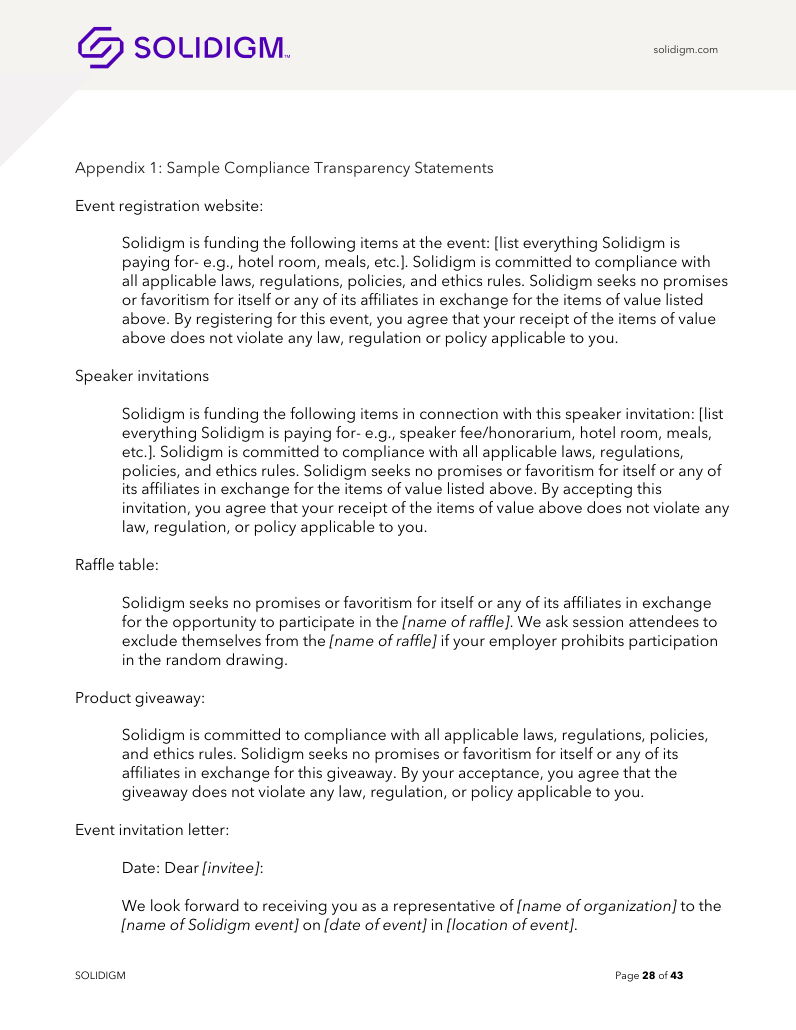 SOLIDIGM™
solidigm.com
Appendix 1: Sample Compliance Transparency Statements
Event registration website:
Solidigm is funding the following items at the event: [list everything Solidigm is
paying for- e.g., hotel room, meals, etc.]. Solidigm is committed to compliance with
all applicable laws, regulations, policies, and ethics rules. Solidigm seeks no promises
or favoritism for itself or any of its affiliates in exchange for the items of value listed
above. By registering for this event, you agree that your receipt of the items of value
above does not violate any law, regulation or policy applicable to you.
Speaker invitations
Solidigm is funding the following items in connection with this speaker invitation: [list
everything Solidigm is paying for- e.g., speaker fee/honorarium, hotel room, meals,
etc.]. Solidigm is committed to compliance with all applicable laws, regulations,
policies, and ethics rules. Solidigm seeks no promises or favoritism for itself or any of
its affiliates in exchange for the items of value listed above. By accepting this
invitation, you agree that your receipt of the items of value above does not violate any
law, regulation, or policy applicable to you.
Raffle table:
Solidigm seeks no promises or favoritism for itself or any of its affiliates in exchange
for the opportunity to participate in the [name of raffle]. We ask session attendees to
exclude themselves from the [name of raffle] if your employer prohibits participation
in the random drawing.
Product giveaway:
Solidigm is committed to compliance with all applicable laws, regulations, policies,
and ethics rules. Solidigm seeks no promises or favoritism for itself or any of its
affiliates in exchange for this giveaway. By your acceptance, you agree that the
giveaway does not violate any law, regulation, or policy applicable to you.
Event invitation letter:
Date: Dear [invitee]:
We look forward to receiving you as a representative of [name of organization] to the
[name of Solidigm event] on [date of event] in [location of event].
SOLIDIGM
Page 28 of 43